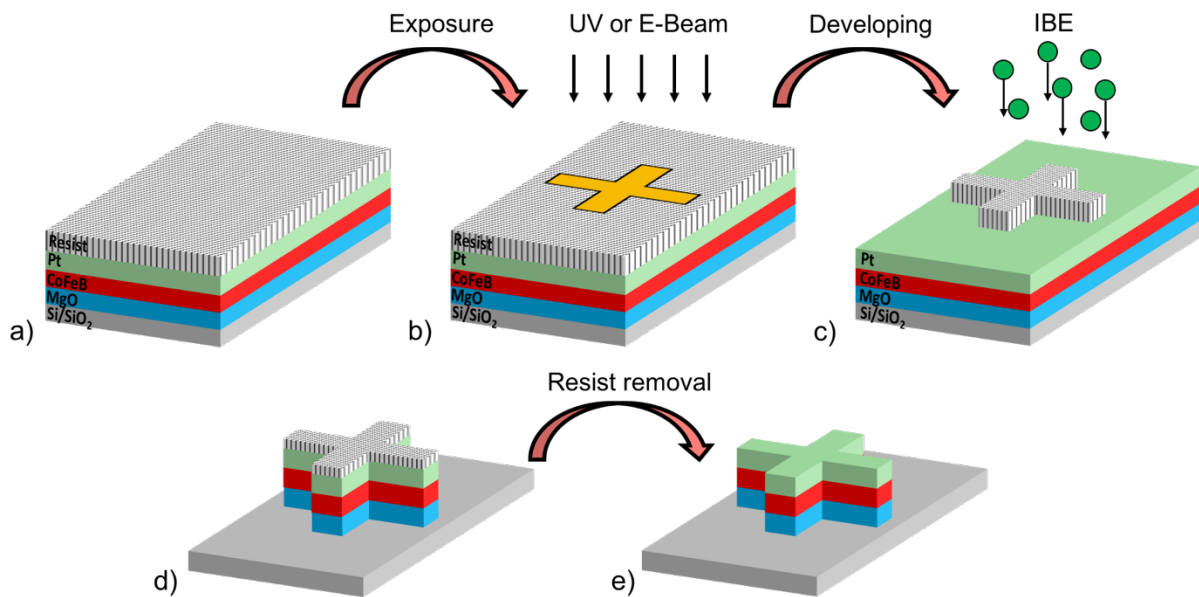 Exposure
UV or E-Beam
Developing
IBE
Resist
Pt
CoFeB
MgO
Si/SiO₂
a)
Resist
Pt
CoFeB
MgO
Si/SiO₂
b)
Pt
CoFeB
MgO
Si/SiO₂
c)
Resist removal
d)
e)